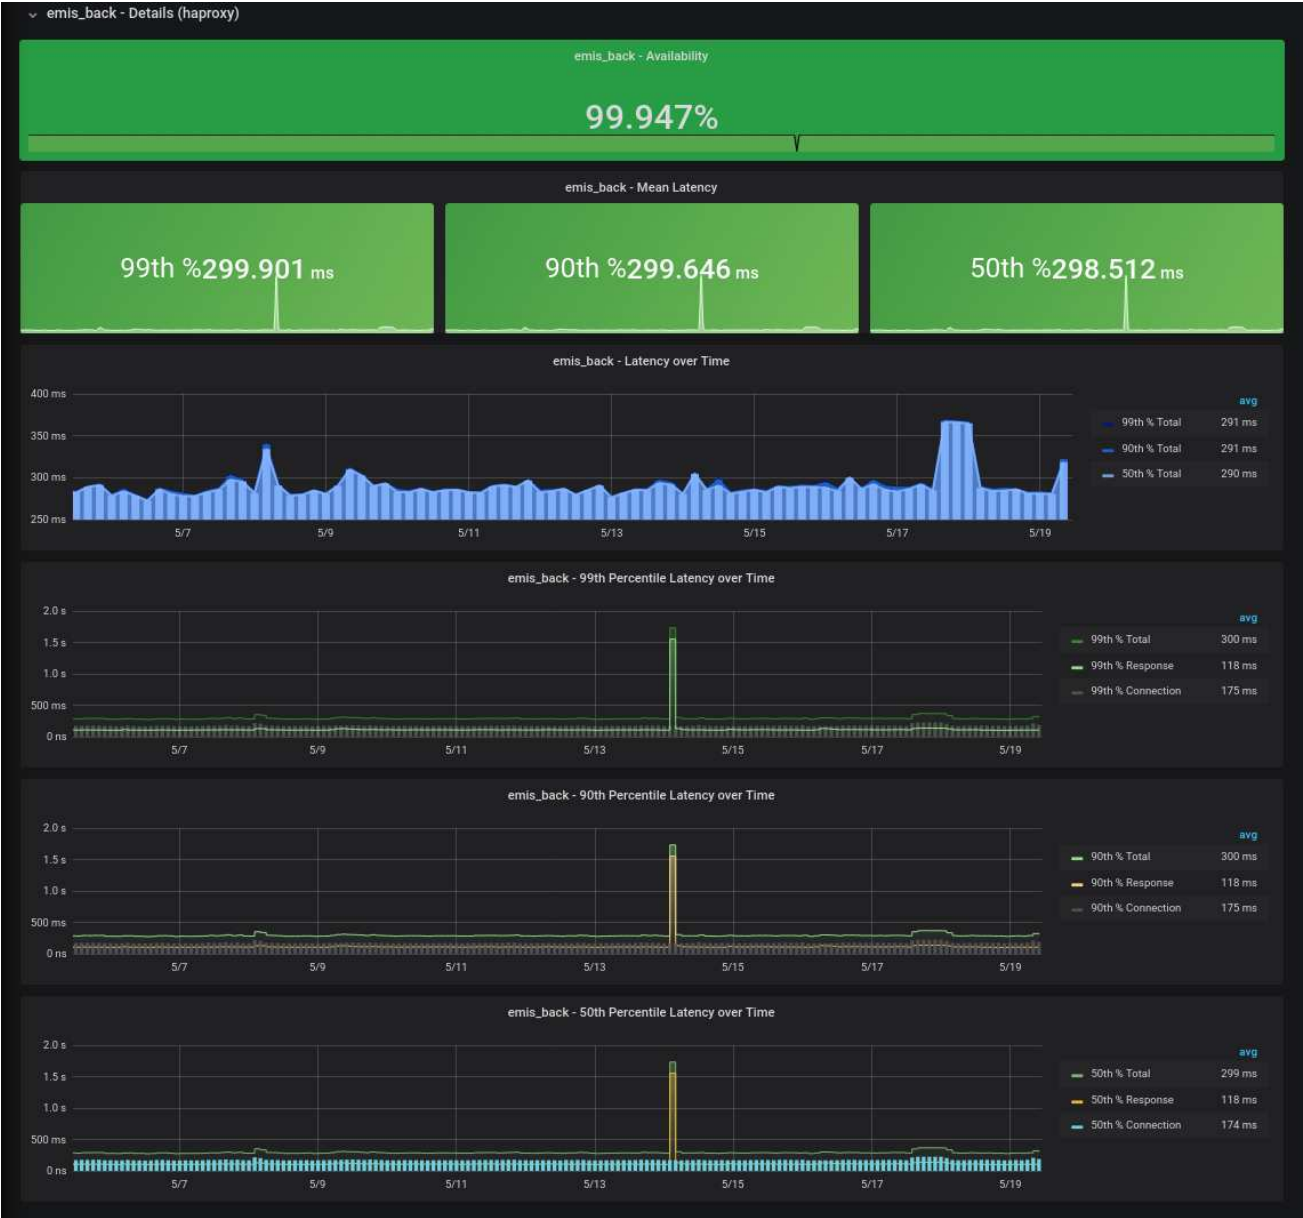 emis_back - Details (haproxy)
emis_back - Availability
99.947%
emis_back - Mean Latency
99th %299.901 ms
90th %299.646 ms
50th %298.512 ms
emis_back - Latency over Time
400 ms
350 ms
300 ms
250 ms
5/7
5/9
5/11
5/13
5/15
5/17
5/19
avg
99th % Total 291 ms
90th % Total 291 ms
50th % Total 290 ms
emis_back - 99th Percentile Latency over Time
2.0 s
1.5 s
1.0 s
500 ms
0 ns
5/7
5/9
5/11
5/13
5/15
5/17
5/19
avg
99th % Total 300 ms
99th % Response 118 ms
99th % Connection 175 ms
emis_back - 90th Percentile Latency over Time
2.0 s
1.5 s
1.0 s
500 ms
0 ns
5/7
5/9
5/11
5/13
5/15
5/17
5/19
avg
90th % Total 300 ms
90th % Response 118 ms
90th % Connection 175 ms
emis_back - 50th Percentile Latency over Time
2.0 s
1.5 s
1.0 s
500 ms
0 ns
5/7
5/9
5/11
5/13
5/15
5/17
5/19
avg
50th % Total 299 ms
50th % Response 118 ms
50th % Connection 174 ms